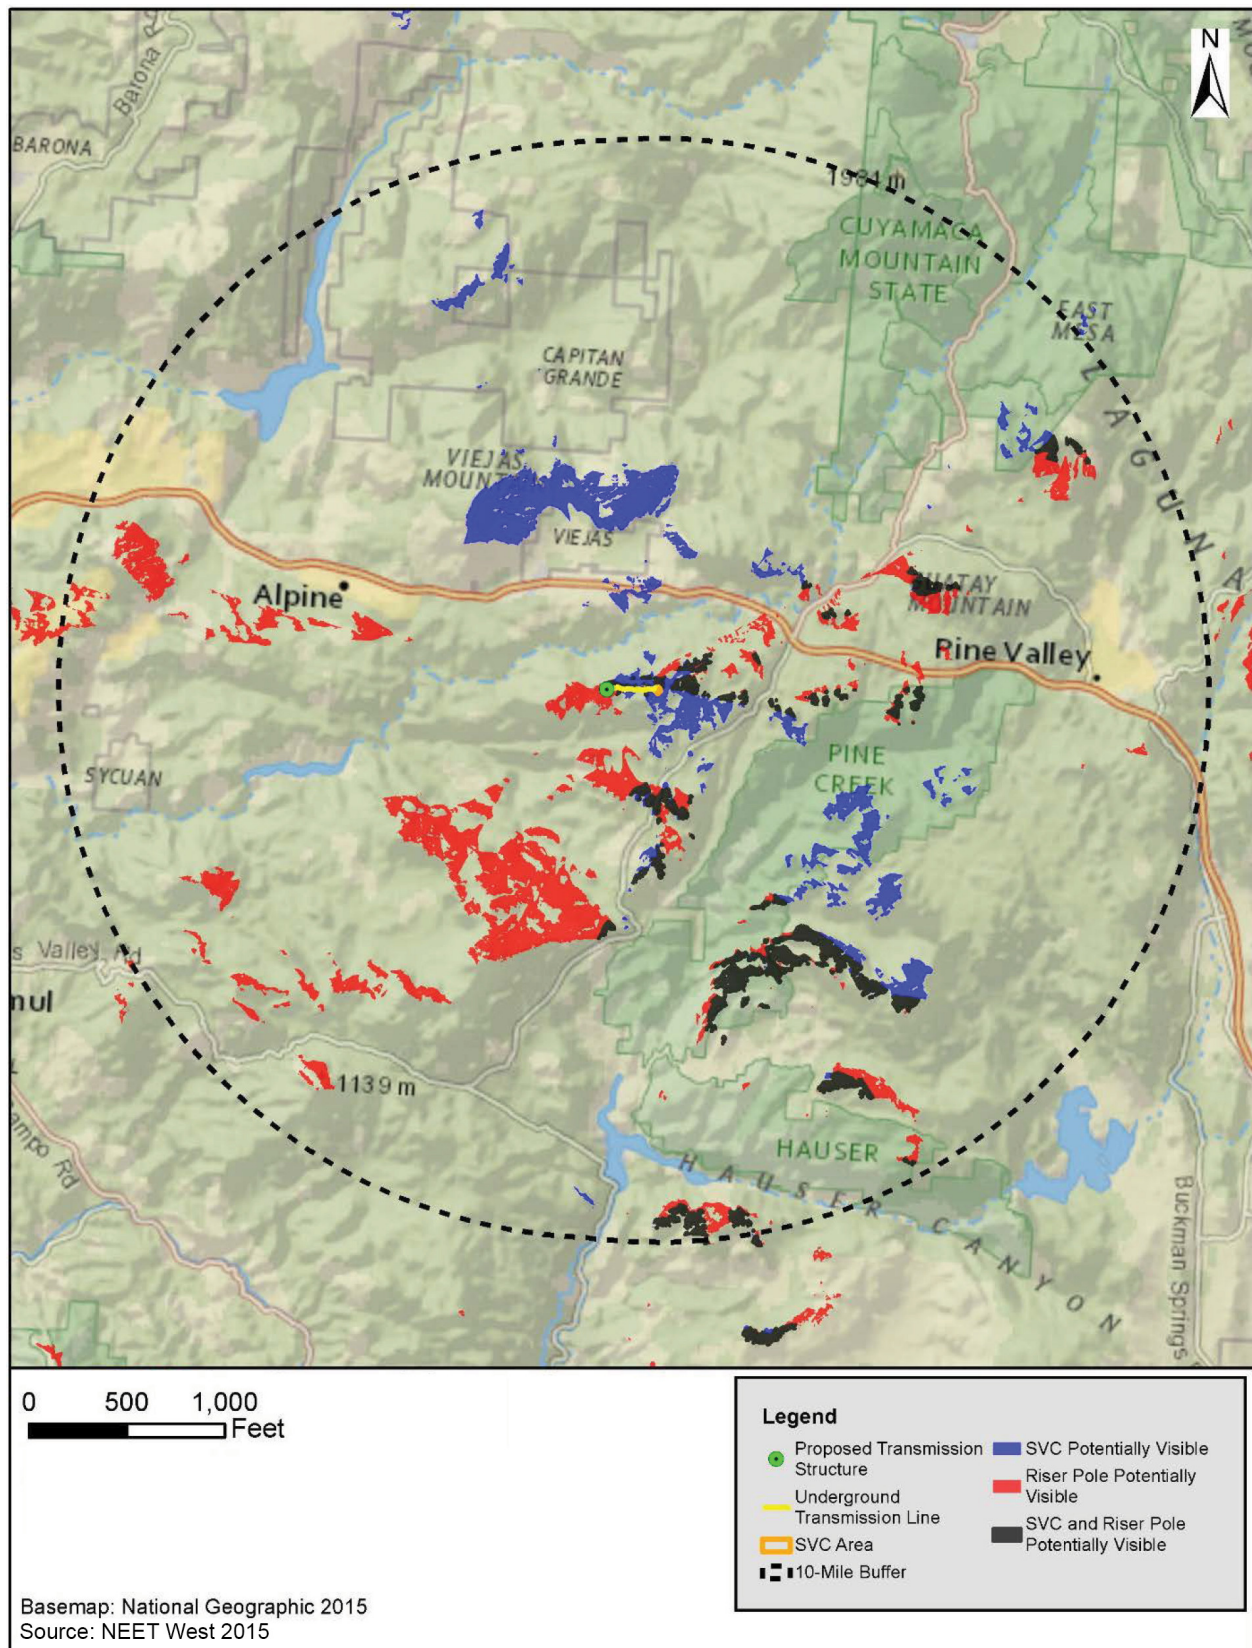 N
Barona R
BARONA
1981 m
CUYAMACA
MOUNTAIN
STATE
EAST
MESA
CAPITAN
GRANDE
LAGUNA
VIEJAS
MOUNT
VIEJAS
Alpine
MOUNTAIN
Pine Valley
PINE
CREEK
SYCUAN
s Valley Rd
mul
1139 m
ampo Rd
HAUSER
HAUSER CANYON
Buckman Springs
0 500 1,000
Feet
Legend
Proposed Transmission
Structure
Underground
Transmission Line
SVC Area
10-Mile Buffer
SVC Potentially Visible
Riser Pole Potentially
Visible
SVC and Riser Pole
Potentially Visible
Basemap: National Geographic 2015
Source: NEET West 2015